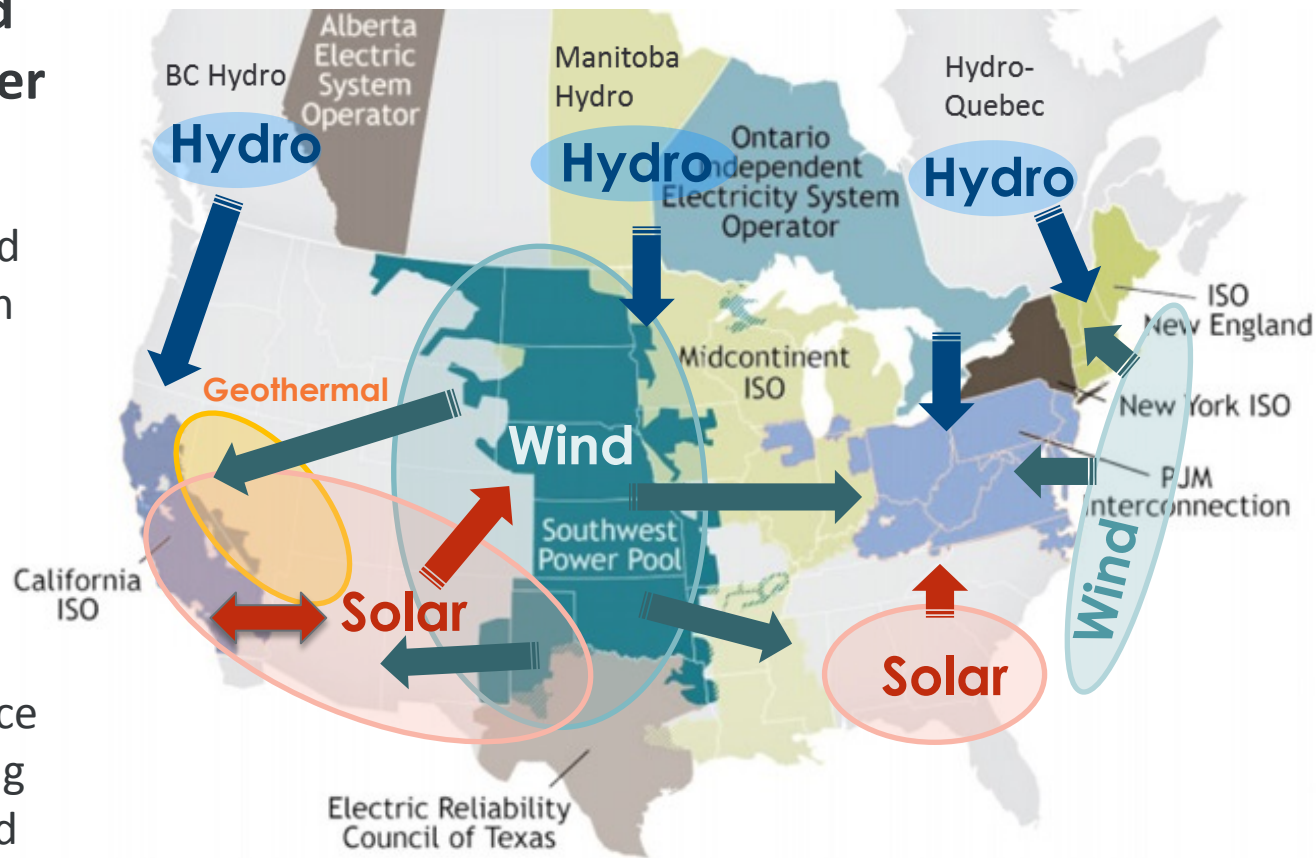 d
er
d
n
ce
g
d
Alberta
Electric
System
Operator
BC Hydro
Hydro
Manitoba
Hydro
Hydro
Ontario
Independent
Electricity System
Operator
Hydro-
Quebec
Hydro
ISO
New England
New York ISO
PJM
Interconnection
Midcontinent
ISO
Geothermal
Wind
Southwest
Power Pool
California
ISO
Solar
Solar
Wind
Electric Reliability
Council of Texas